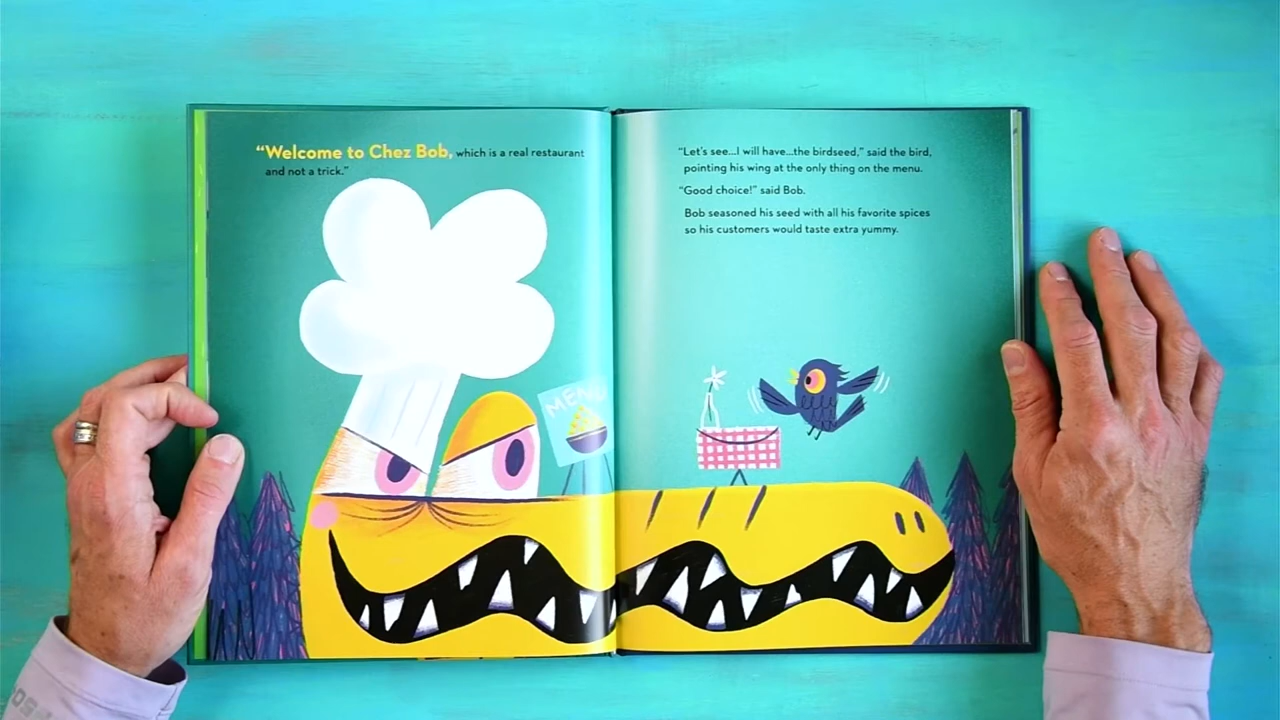 “Welcome to Chez Bob, which is a real restaurant
and not a trick.”
MENU
“Let’s see...I will have...the birdseed,” said the bird,
pointing his wing at the only thing on the menu.
“Good choice!” said Bob.
Bob seasoned his seed with all his favorite spices
so his customers would taste extra yummy.